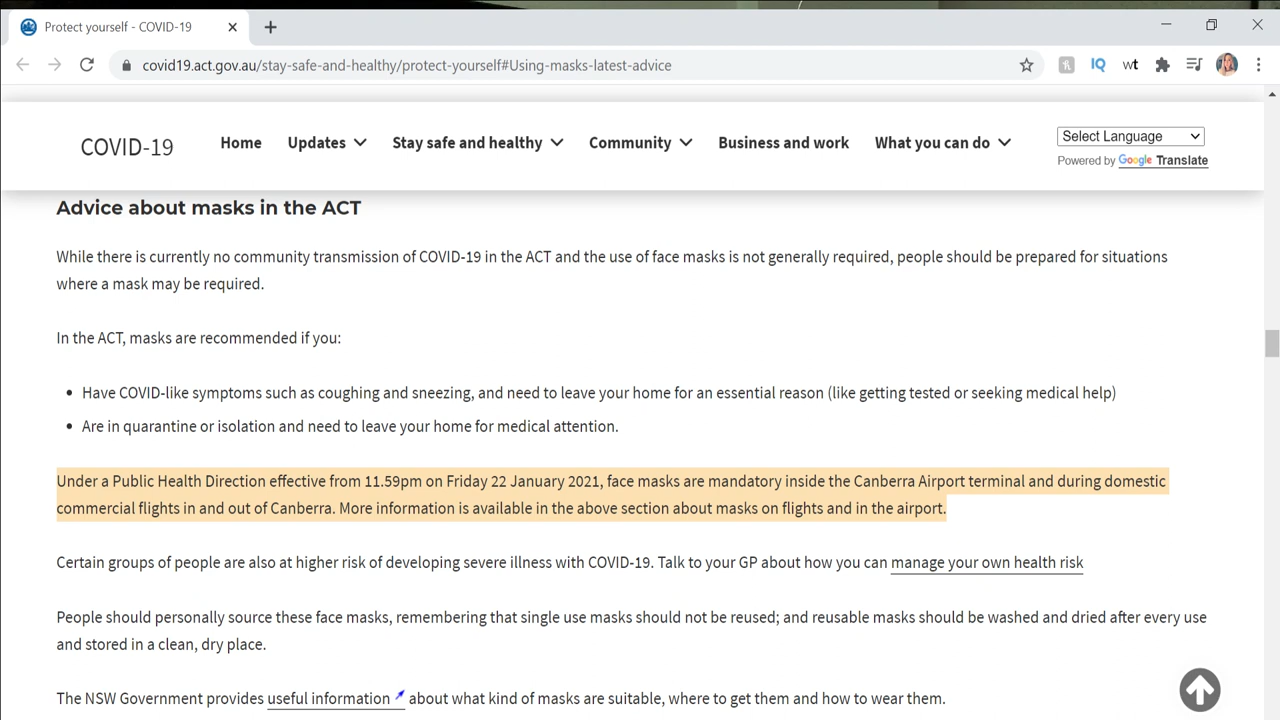 Protect yourself - COVID-19
covid19.act.gov.au/stay-safe-and-healthy/protect-yourself#Using-masks-latest-advice
IQ
wt
COVID-19
Home
Updates
Stay safe and healthy
Community
Business and work
What you can do
Select Language
Powered by Google Translate
Advice about masks in the ACT
While there is currently no community transmission of COVID-19 in the ACT and the use of face masks is not generally required, people should be prepared for situations
where a mask may be required.
In the ACT, masks are recommended if you:
• Have COVID-like symptoms such as coughing and sneezing, and need to leave your home for an essential reason (like getting tested or seeking medical help)
• Are in quarantine or isolation and need to leave your home for medical attention.
Under a Public Health Direction effective from 11.59pm on Friday 22 January 2021, face masks are mandatory inside the Canberra Airport terminal and during domestic
commercial flights in and out of Canberra. More information is available in the above section about masks on flights and in the airport.
Certain groups of people are also at higher risk of developing severe illness with COVID-19. Talk to your GP about how you can manage your own health risk
People should personally source these face masks, remembering that single use masks should not be reused; and reusable masks should be washed and dried after every use
and stored in a clean, dry place.
The NSW Government provides useful information about what kind of masks are suitable, where to get them and how to wear them.